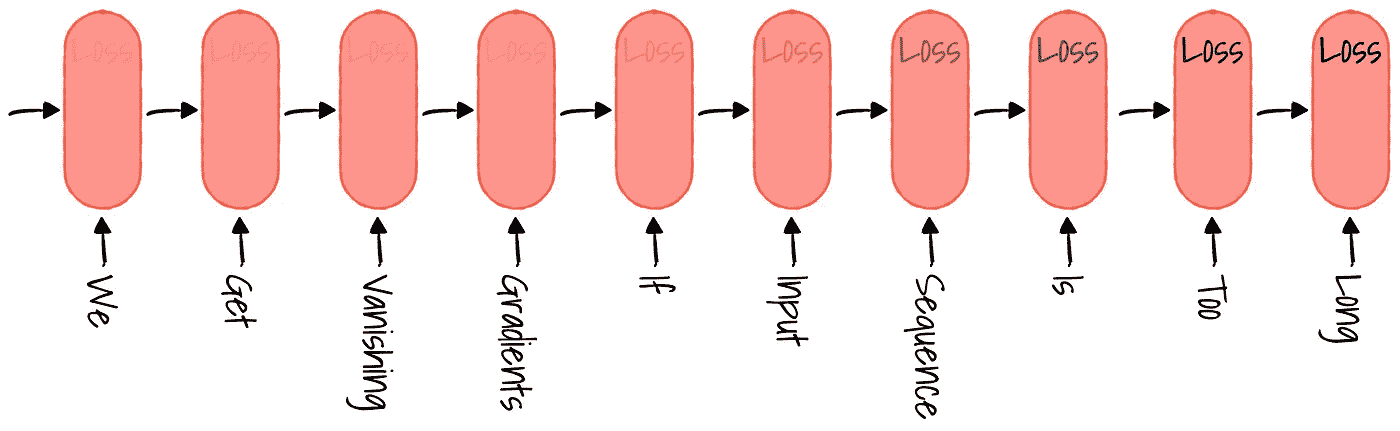 Loss Loss Loss Loss Loss Loss Loss Loss Loss Loss
We
Get
Vanishing
Gradients
If
Input
Sequence
Is
Too
Long